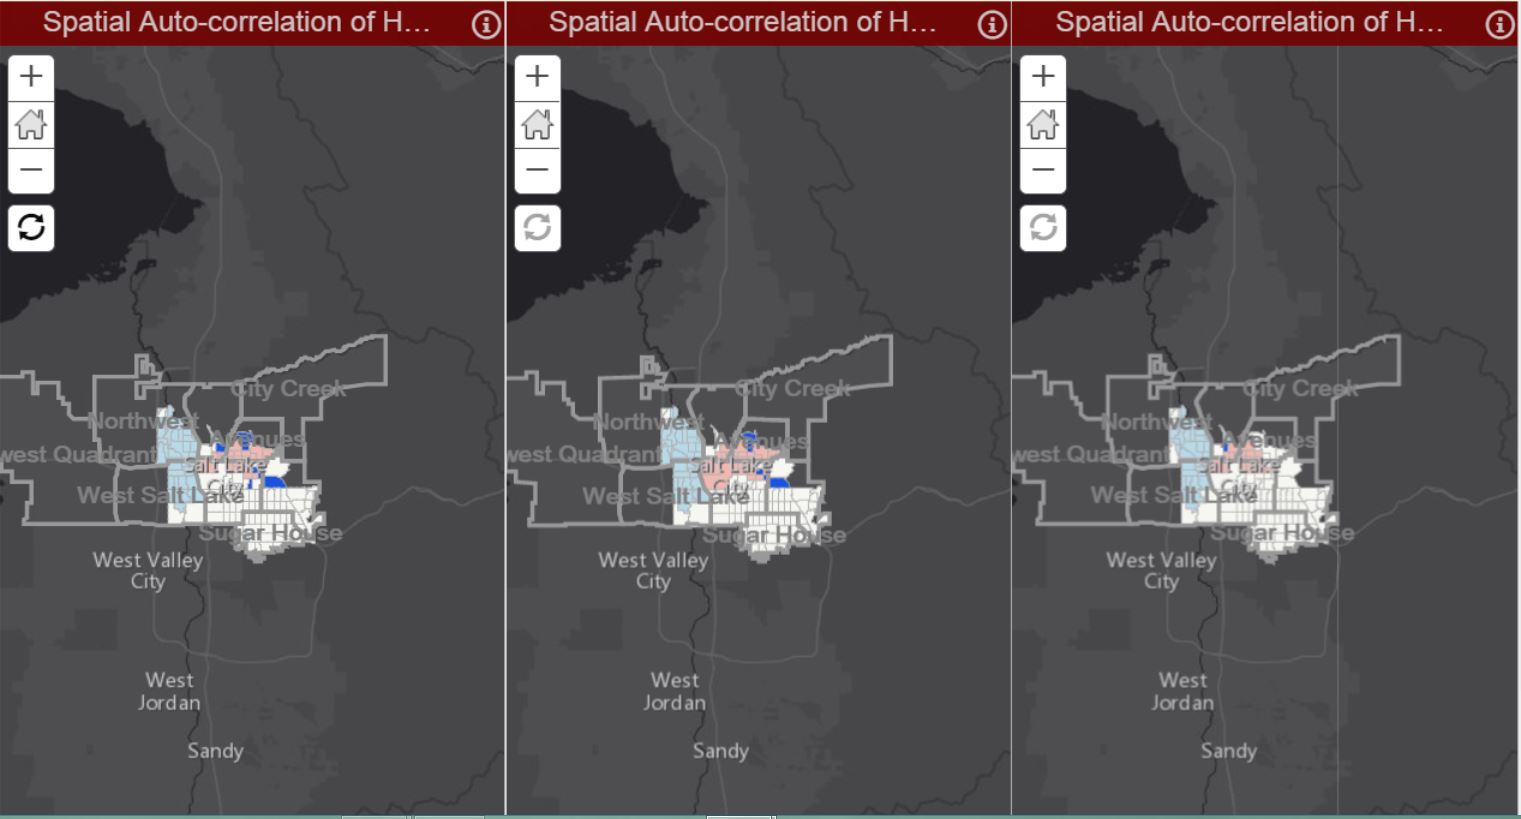 Spatial Auto-correlation of H...
Spatial Auto-correlation of H...
Spatial Auto-correlation of H...
City Creek
Northwest
Avenues
west Quadrant
Salt Lake
City
West Salt Lake
Sugar House
West Valley
City
West
Jordan
Sandy
City Creek
Northwest
Avenues
west Quadrant
Salt Lake
City
West Salt Lake
Sugar House
West Valley
City
West
Jordan
Sandy
City Creek
Northwest
Avenues
west Quadrant
Salt Lake
City
West Salt Lake
Sugar House
West Valley
City
West
Jordan
Sandy